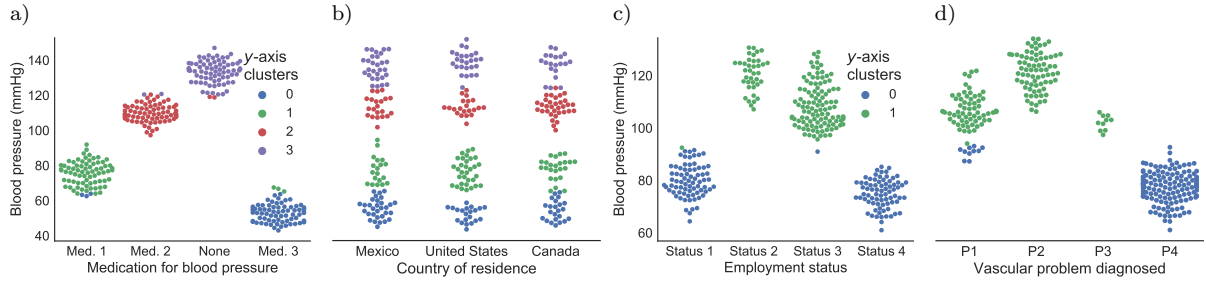 a)
Blood pressure (mmHg)
140
120
100
80
60
40
y-axis
clusters
0
1
2
3
Med. 1 Med. 2 None Med. 3
Medication for blood pressure
b)
Mexico United States Canada
Country of residence
c)
Blood pressure (mmHg)
120
100
80
60
y-axis
clusters
0
1
Status 1 Status 2 Status 3 Status 4
Employment status
d)
P1 P2 P3 P4
Vascular problem diagnosed